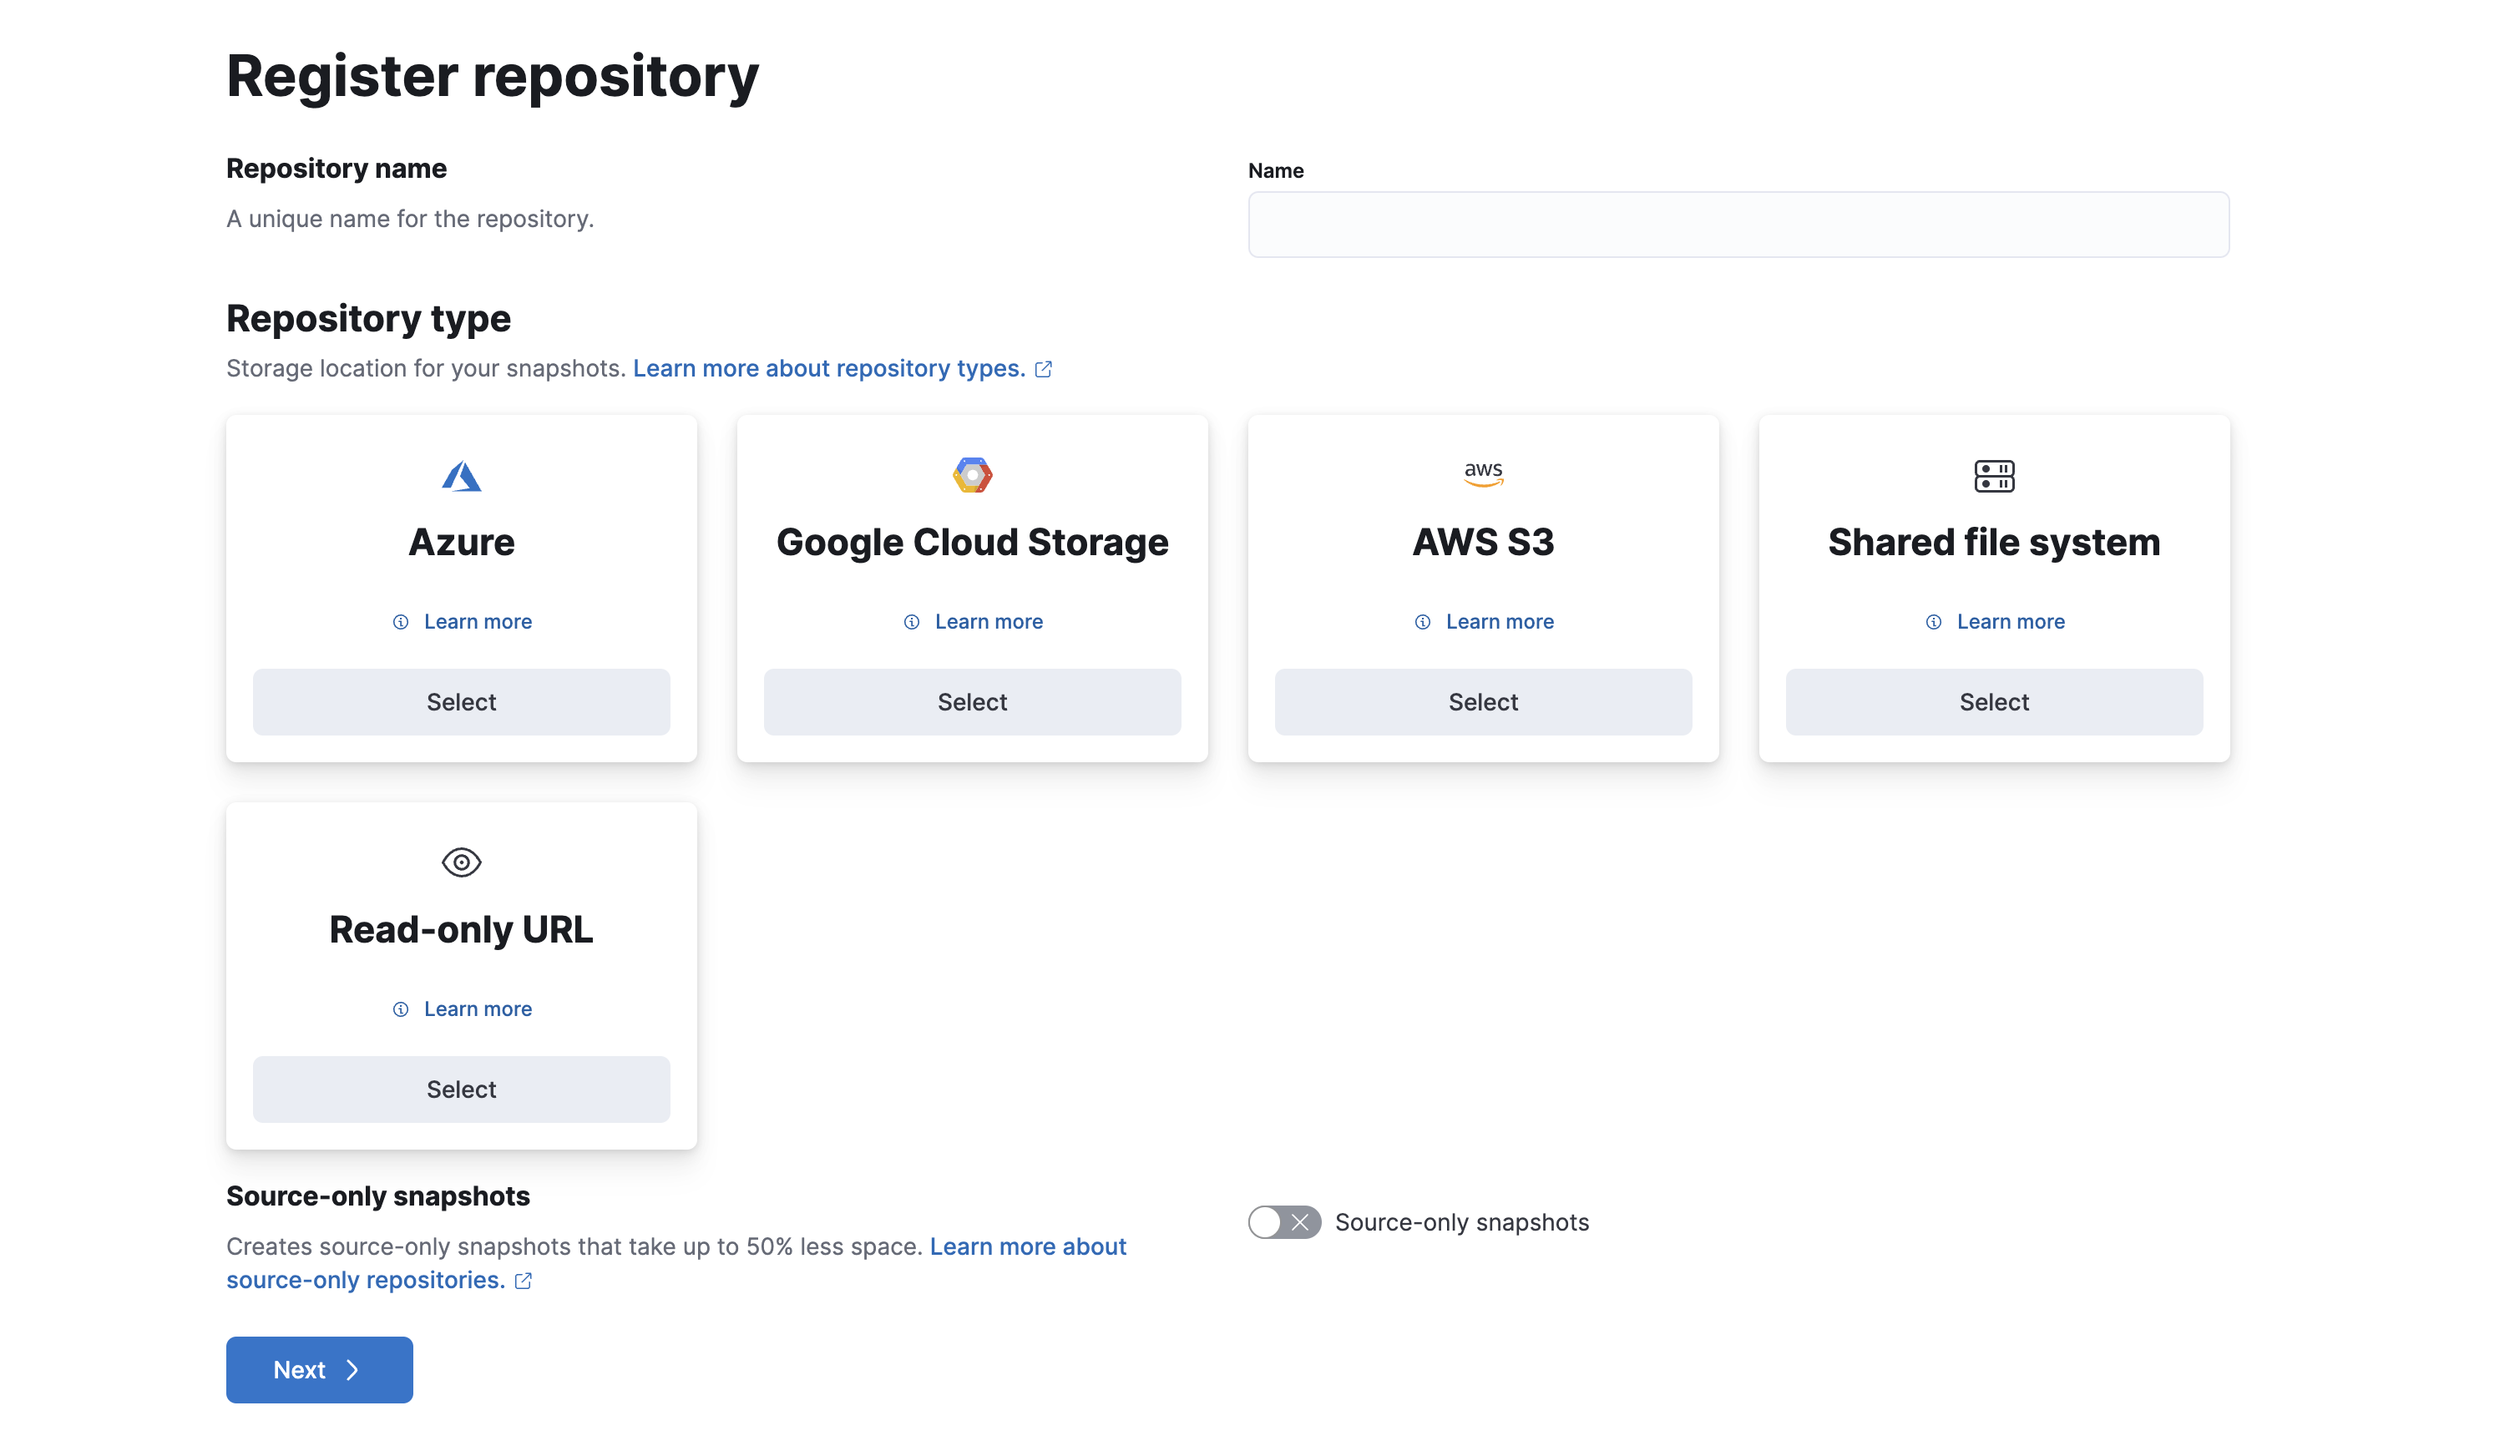 Register repository
Repository name
Name
A unique name for the repository.
Repository type
Storage location for your snapshots. Learn more about repository types.
aws
Azure
Google Cloud Storage
AWS S3
Shared file system
Learn more
Learn more
Learn more
Learn more
Select
Select
Select
Select
Read-only URL
Learn more
Select
Source-only snapshots
Source-only snapshots
Creates source-only snapshots that take up to 50% less space. Learn more about
source-only repositories.
Next